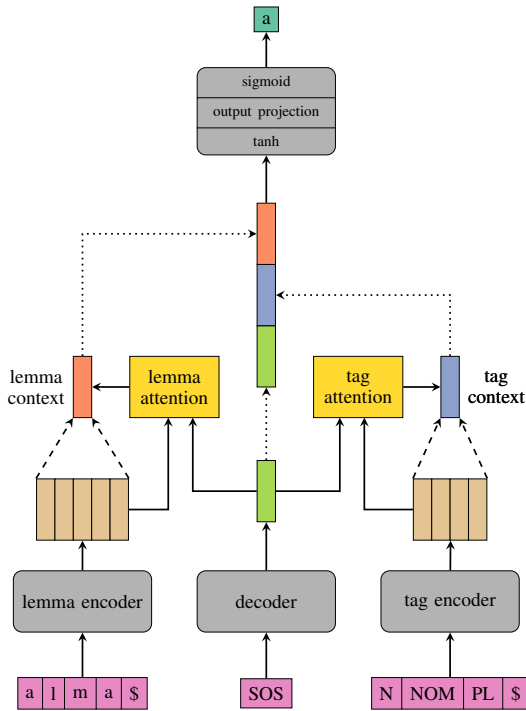 a
sigmoid
output projection
tanh
lemma
context
lemma
attention
tag
attention
tag
context
lemma encoder
decoder
tag encoder
a l m a $
SOS
N NOM PL $